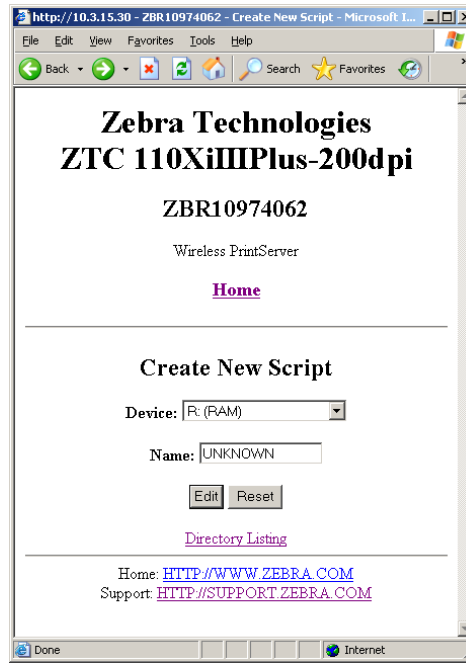 http://10.3.15.30 - ZBR10974062 - Create New Script - Microsoft I...
File Edit View Favorites Tools Help
Back Search Favorites
Zebra Technologies
ZTC 110XiIIIPlus-200dpi
ZBR10974062
Wireless PrintServer
Home
Create New Script
Device: R: (RAM)
Name: UNKNOWN
Edit Reset
Directory Listing
Home: HTTP://WWW.ZEBRA.COM
Support: HTTP://SUPPORT.ZEBRA.COM
Done Internet